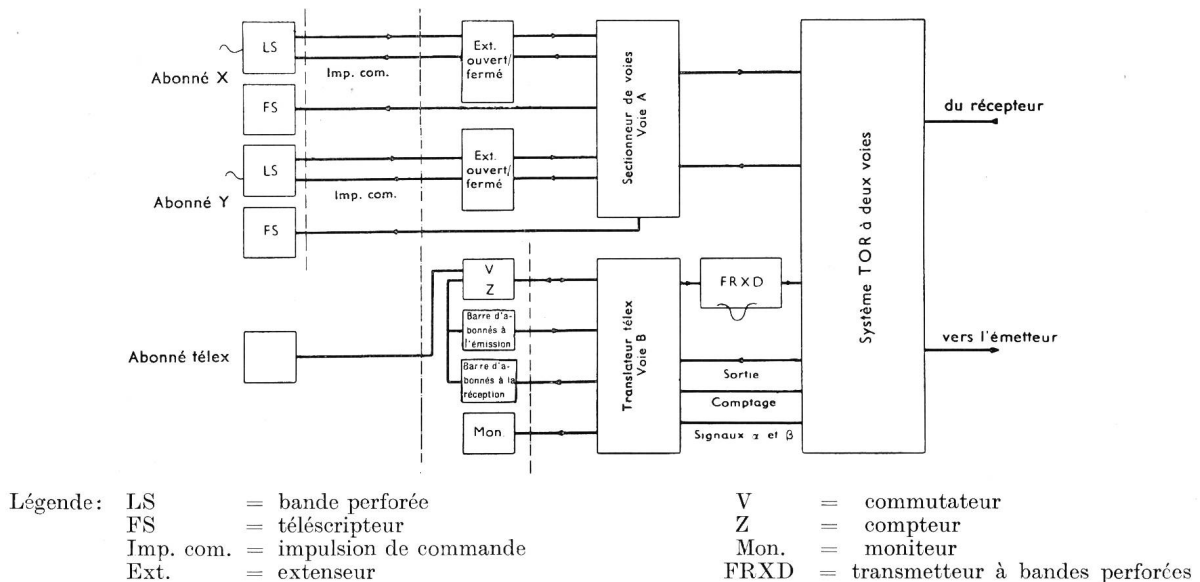 LS
Abonné X
FS
Imp. com.
Ext.
ouvert/
fermé
LS
Abonné Y
FS
Imp. com.
Ext.
ouvert/
fermé
Sectionneur de voies
Voie A
Système TOR à deux voies
du récepteur
vers l'émetteur
Abonné télex
V
Z
Barre d'a-
bonnés à
l'émission
Barre d'a-
bonnés à la
réception
Mon.
Translateur télex
Voie B
FRXD
Sortie
Comptage
Signaux α et β
Légende: LS = bande perforée
FS = téléscripteur
Imp. com. = impulsion de commande
Ext. = extenseur
V = commutateur
Z = compteur
Mon. = moniteur
FRXD = transmetteur à bandes perforées